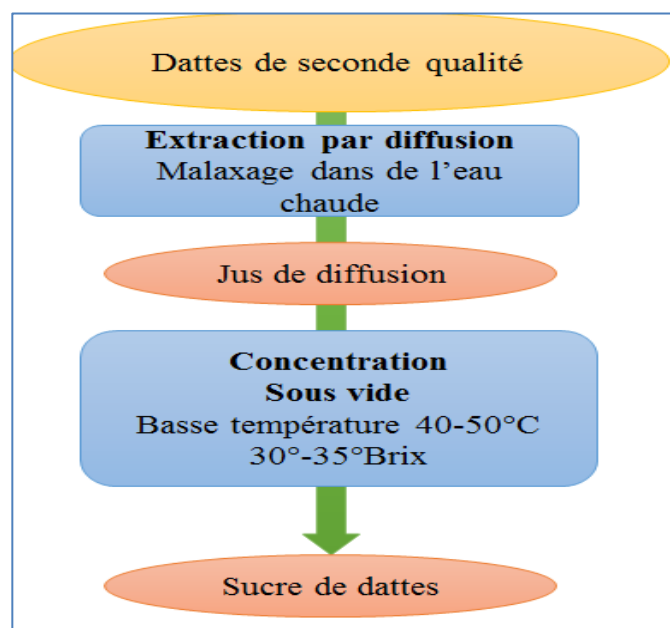 Dattes de seconde qualité
Extraction par diffusion
Malaxage dans de l'eau
chaude
Jus de diffusion
Concentration
Sous vide
Basse température 40-50°C
30°-35°Brix
Sucre de dattes